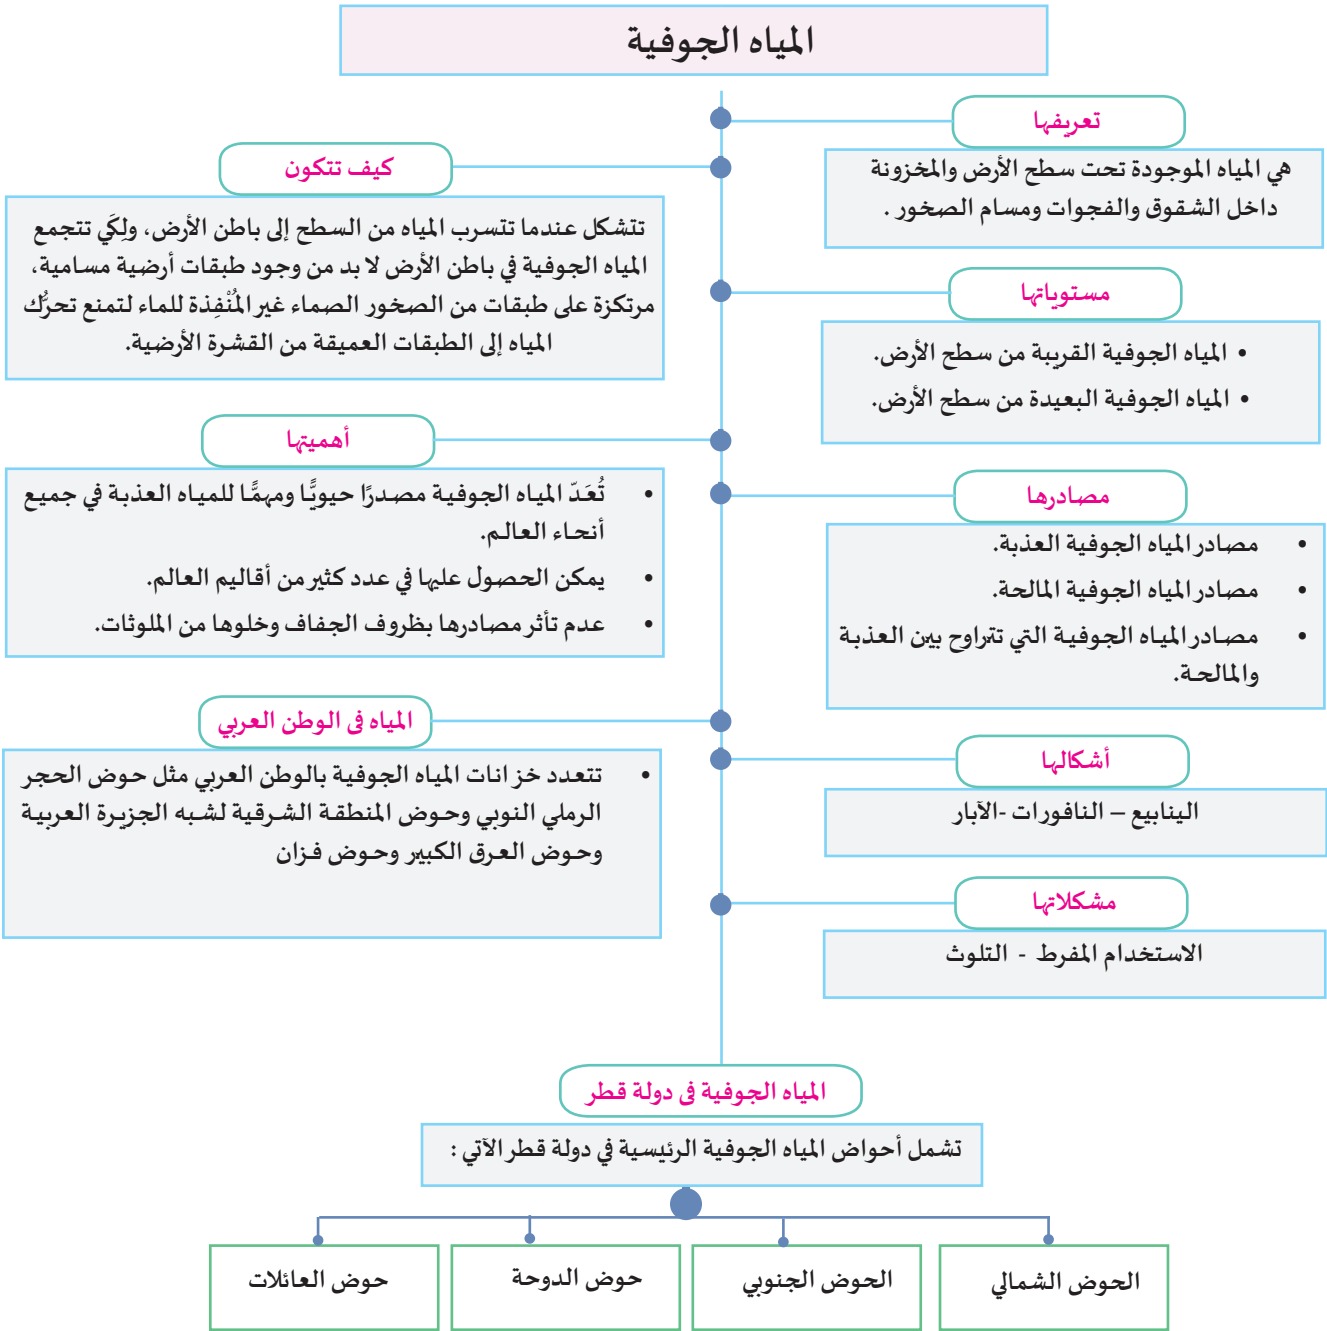 المياه الجوفية
تعريفها
هي المياه الموجودة تحت سطح الأرض والمخزونة
داخل الشقوق والفجوات ومسام الصخور .
كيف تتكون
تتشكل عندما تتسرب المياه من السطح إلى باطن الأرض، ولِكَي تتجمع
المياه الجوفية في باطن الأرض لا بد من وجود طبقات أرضية مسامية،
مرتكزة على طبقات من الصخور الصماء غير المُنْفِذة للماء لتمنع تحرُّك
المياه إلى الطبقات العميقة من القشرة الأرضية.
مستوياتها
• المياه الجوفية القريبة من سطح الأرض.
• المياه الجوفية البعيدة من سطح الأرض.
أهميتها
• تُعَدّ المياه الجوفية مصدرًا حيويًّا ومهمًّا للمياه العذبة في جميع
أنحاء العالم.
• يمكن الحصول عليها في عدد كثير من أقاليم العالم.
• عدم تأثر مصادرها بظروف الجفاف وخلوها من الملوثات.
مصادرها
• مصادر المياه الجوفية العذبة.
• مصادر المياه الجوفية المالحة.
• مصادر المياه الجوفية التي تتراوح بين العذبة
والمالحة.
المياه فى الوطن العربي
• تتعدد خزانات المياه الجوفية بالوطن العربي مثل حوض الحجر
الرملي النوبي وحوض المنطقة الشرقية لشبه الجزيرة العربية
وحوض العرق الكبير وحوض فزان
أشكالها
الينابيع – النافورات -الآبار
مشكلاتها
الاستخدام المفرط - التلوث
المياه الجوفية فى دولة قطر
تشمل أحواض المياه الجوفية الرئيسية في دولة قطر الآتي :
الحوض الشمالي
الحوض الجنوبي
حوض الدوحة
حوض العائلات